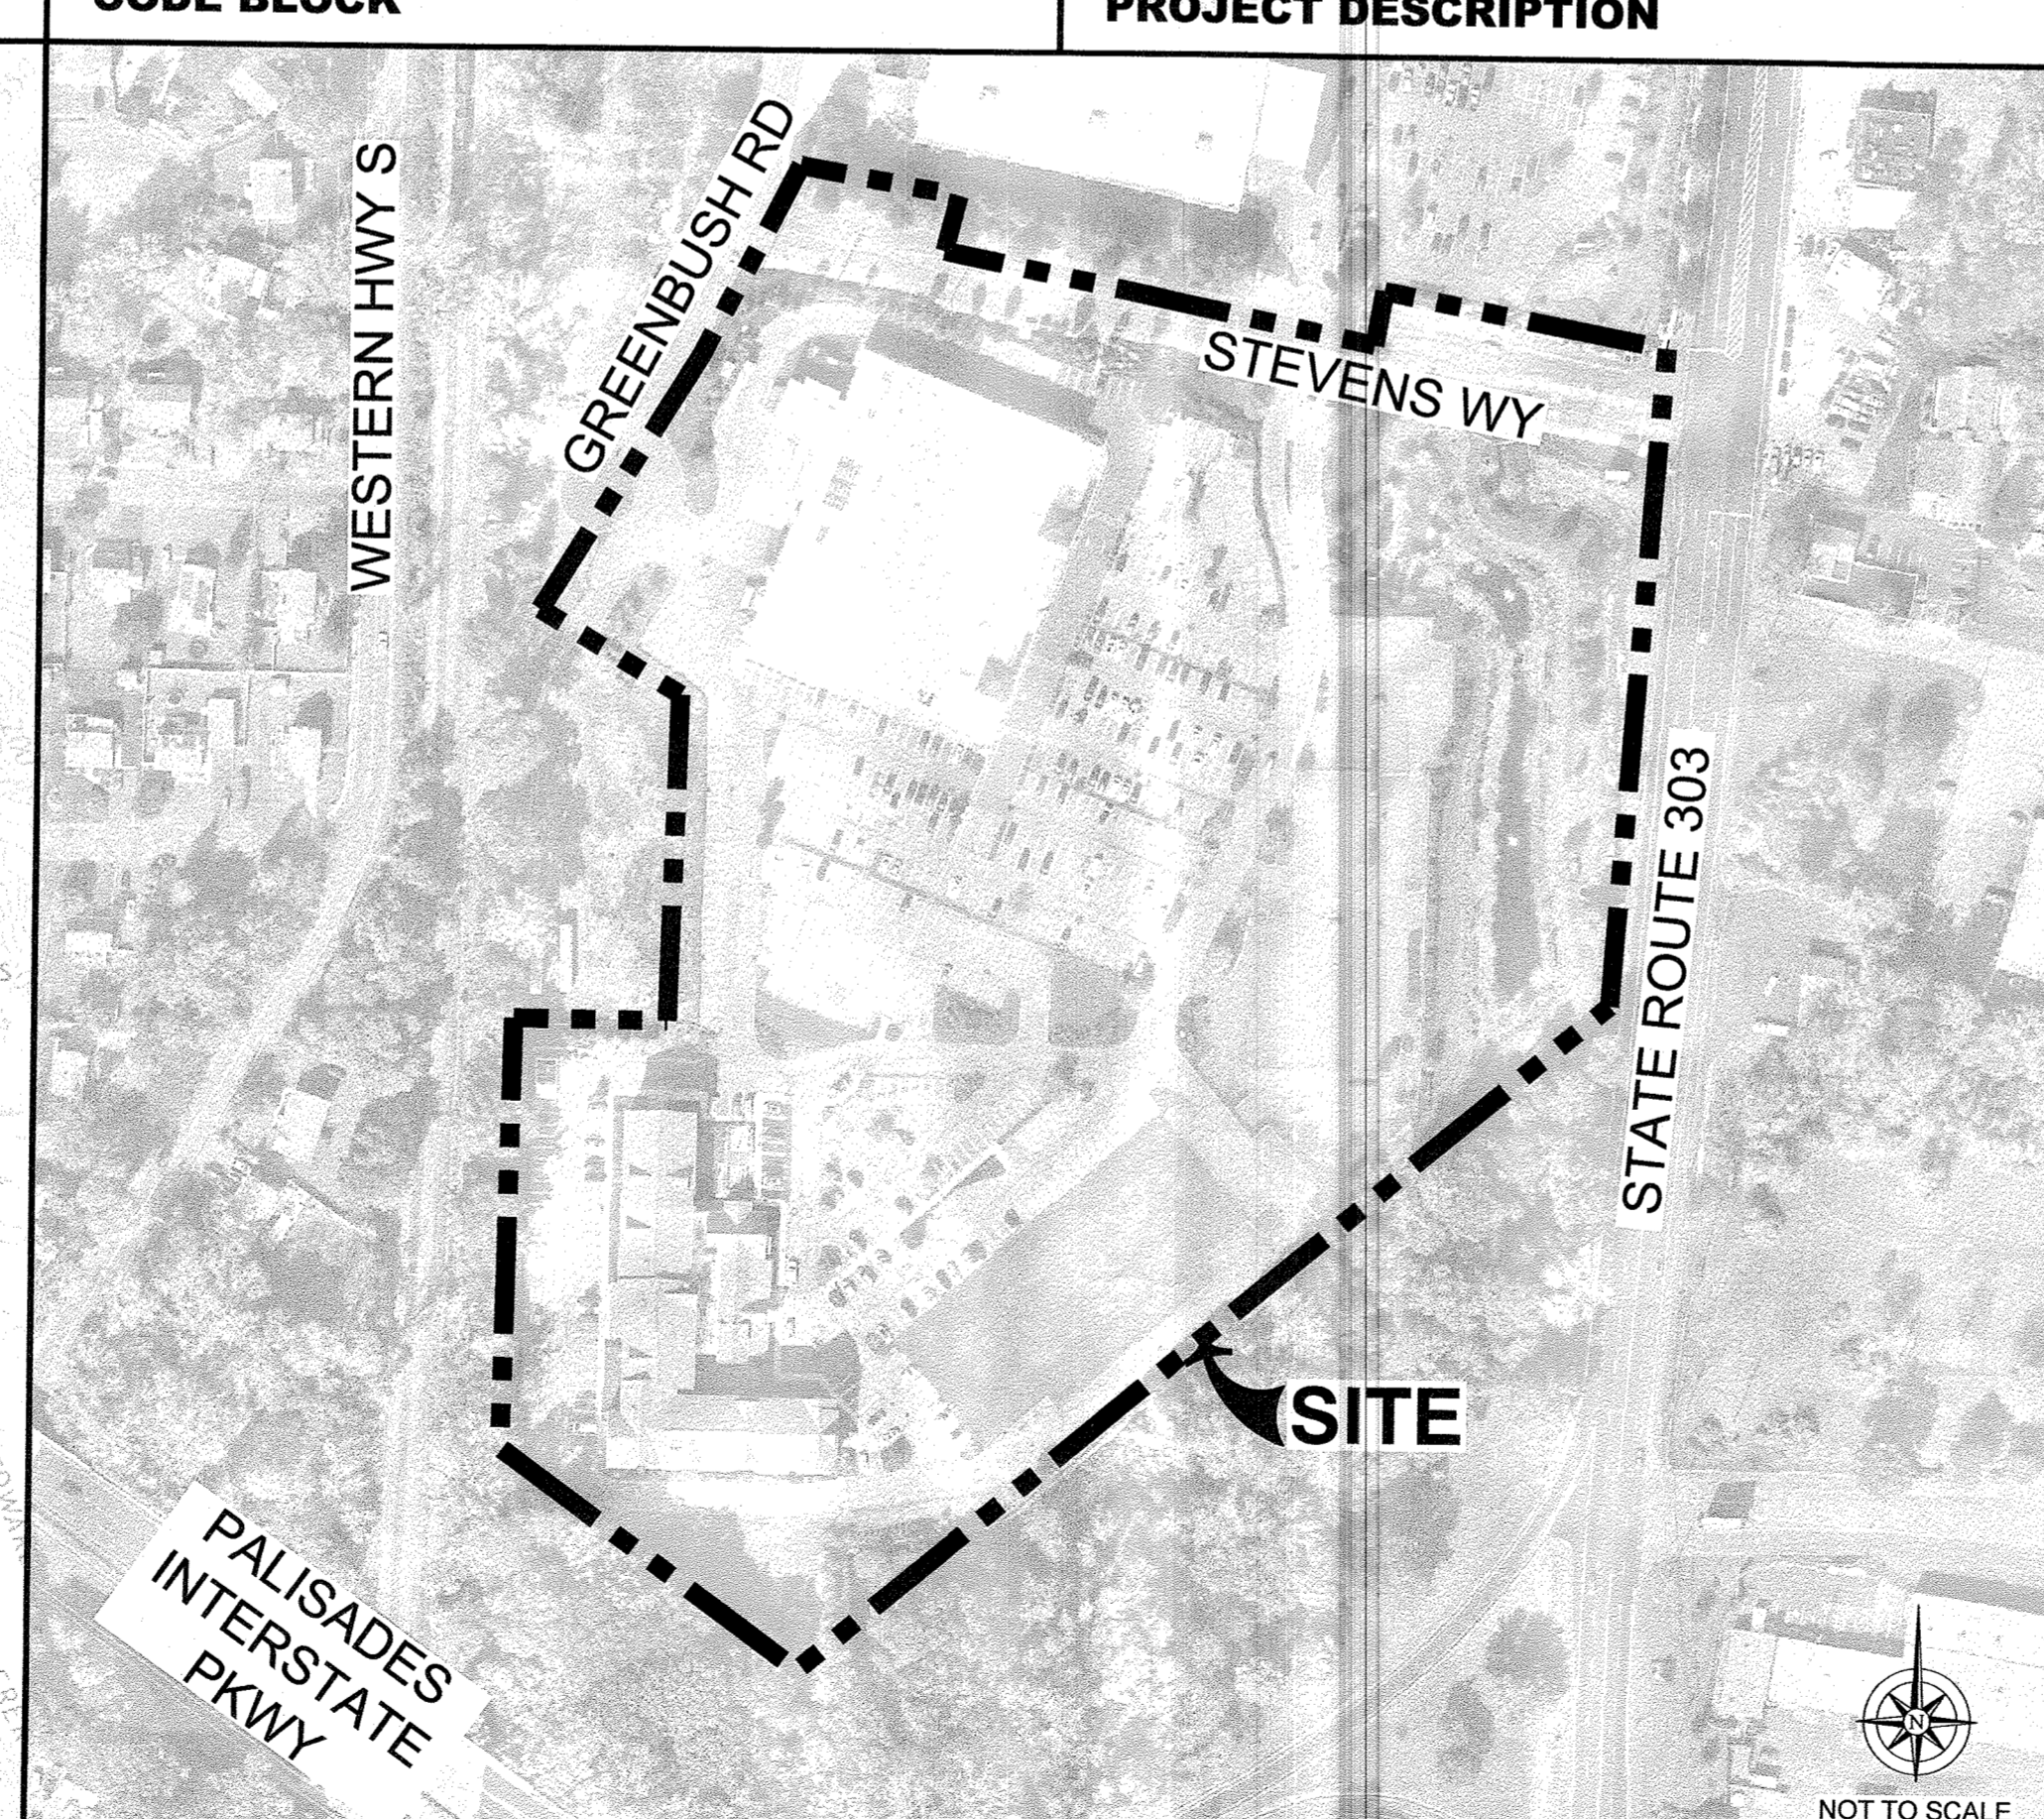 CODE BLOCK
PROJECT DESCRIPTION
WESTERN HWY S
GREENBUSH RD
STEVENS WY
STATE ROUTE 303
SITE
PALISADES
INTERSTATE
PKWY
N
NOT TO SCALE